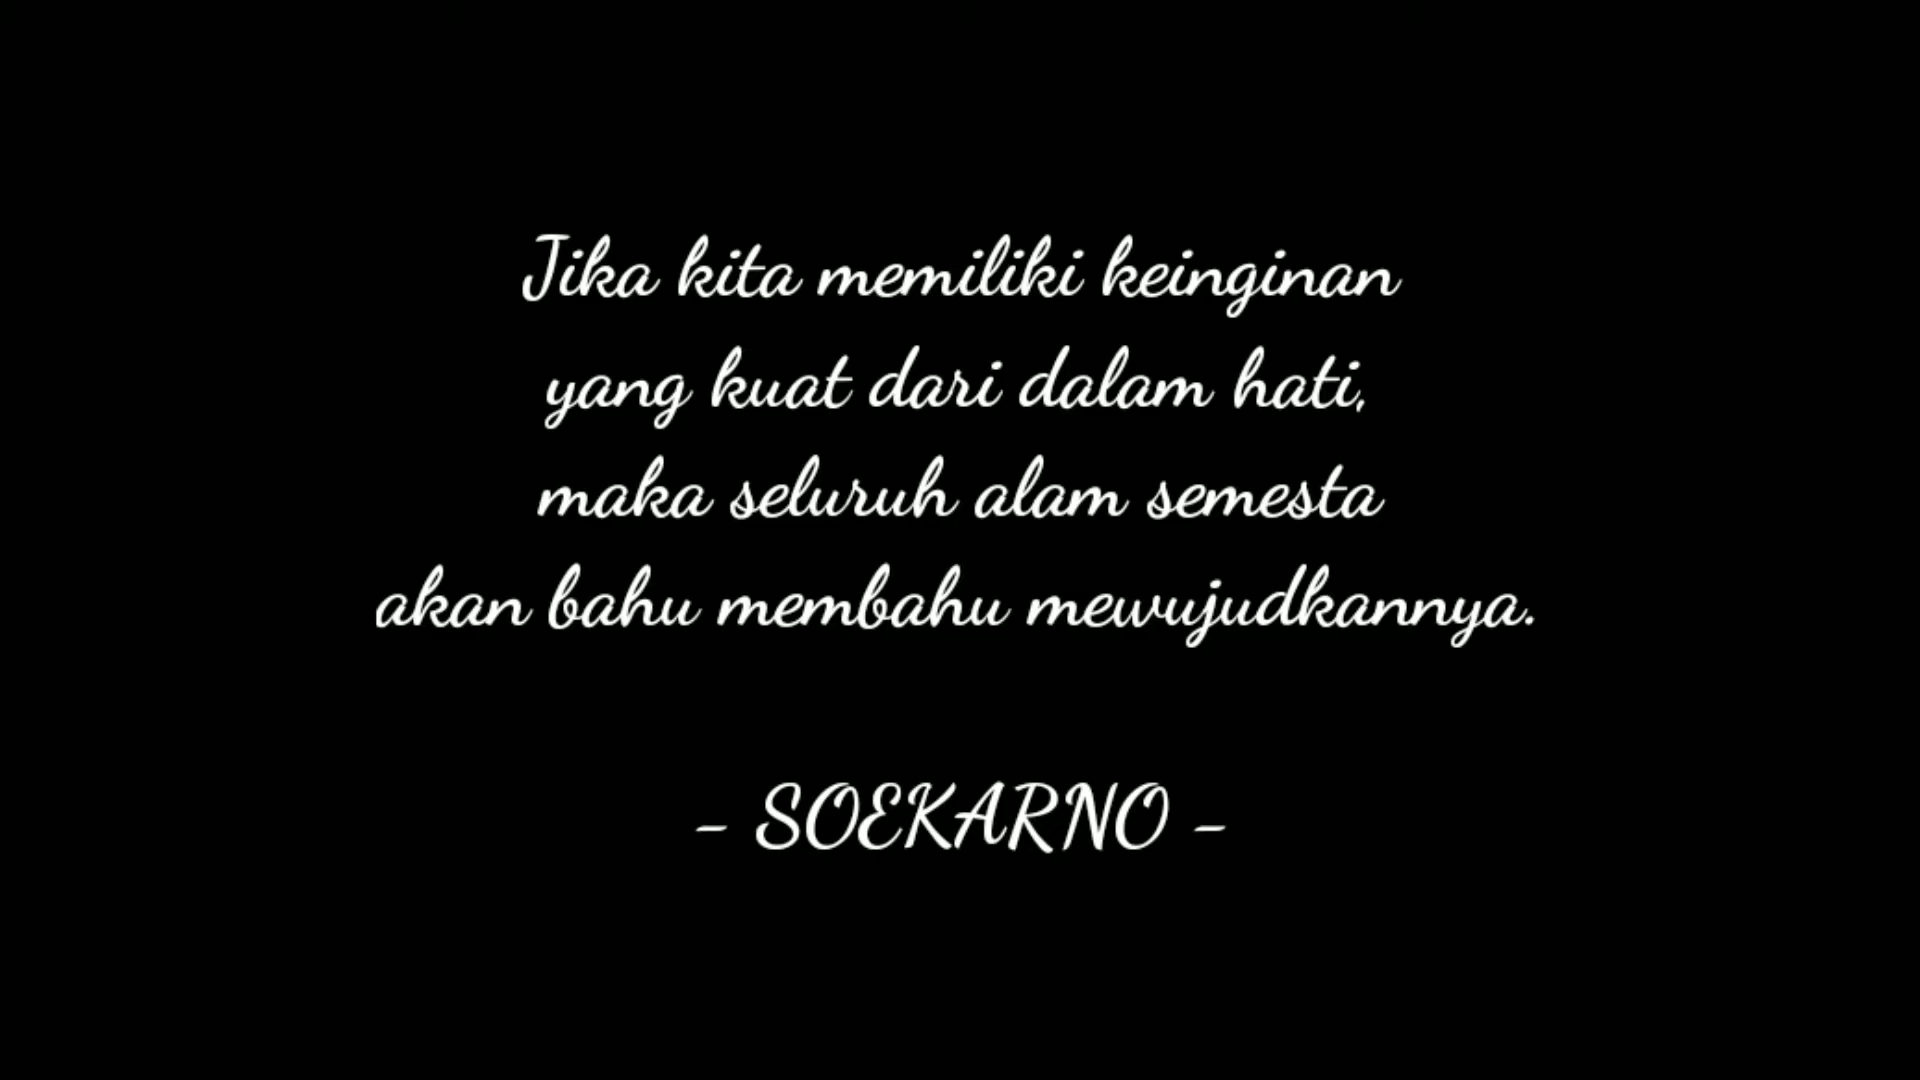 Jika kita memiliki keinginan
yang kuat dari dalam hati,
maka seluruh alam semesta
akan bahu membahu mewujudkannya.
- SOEKARNO -